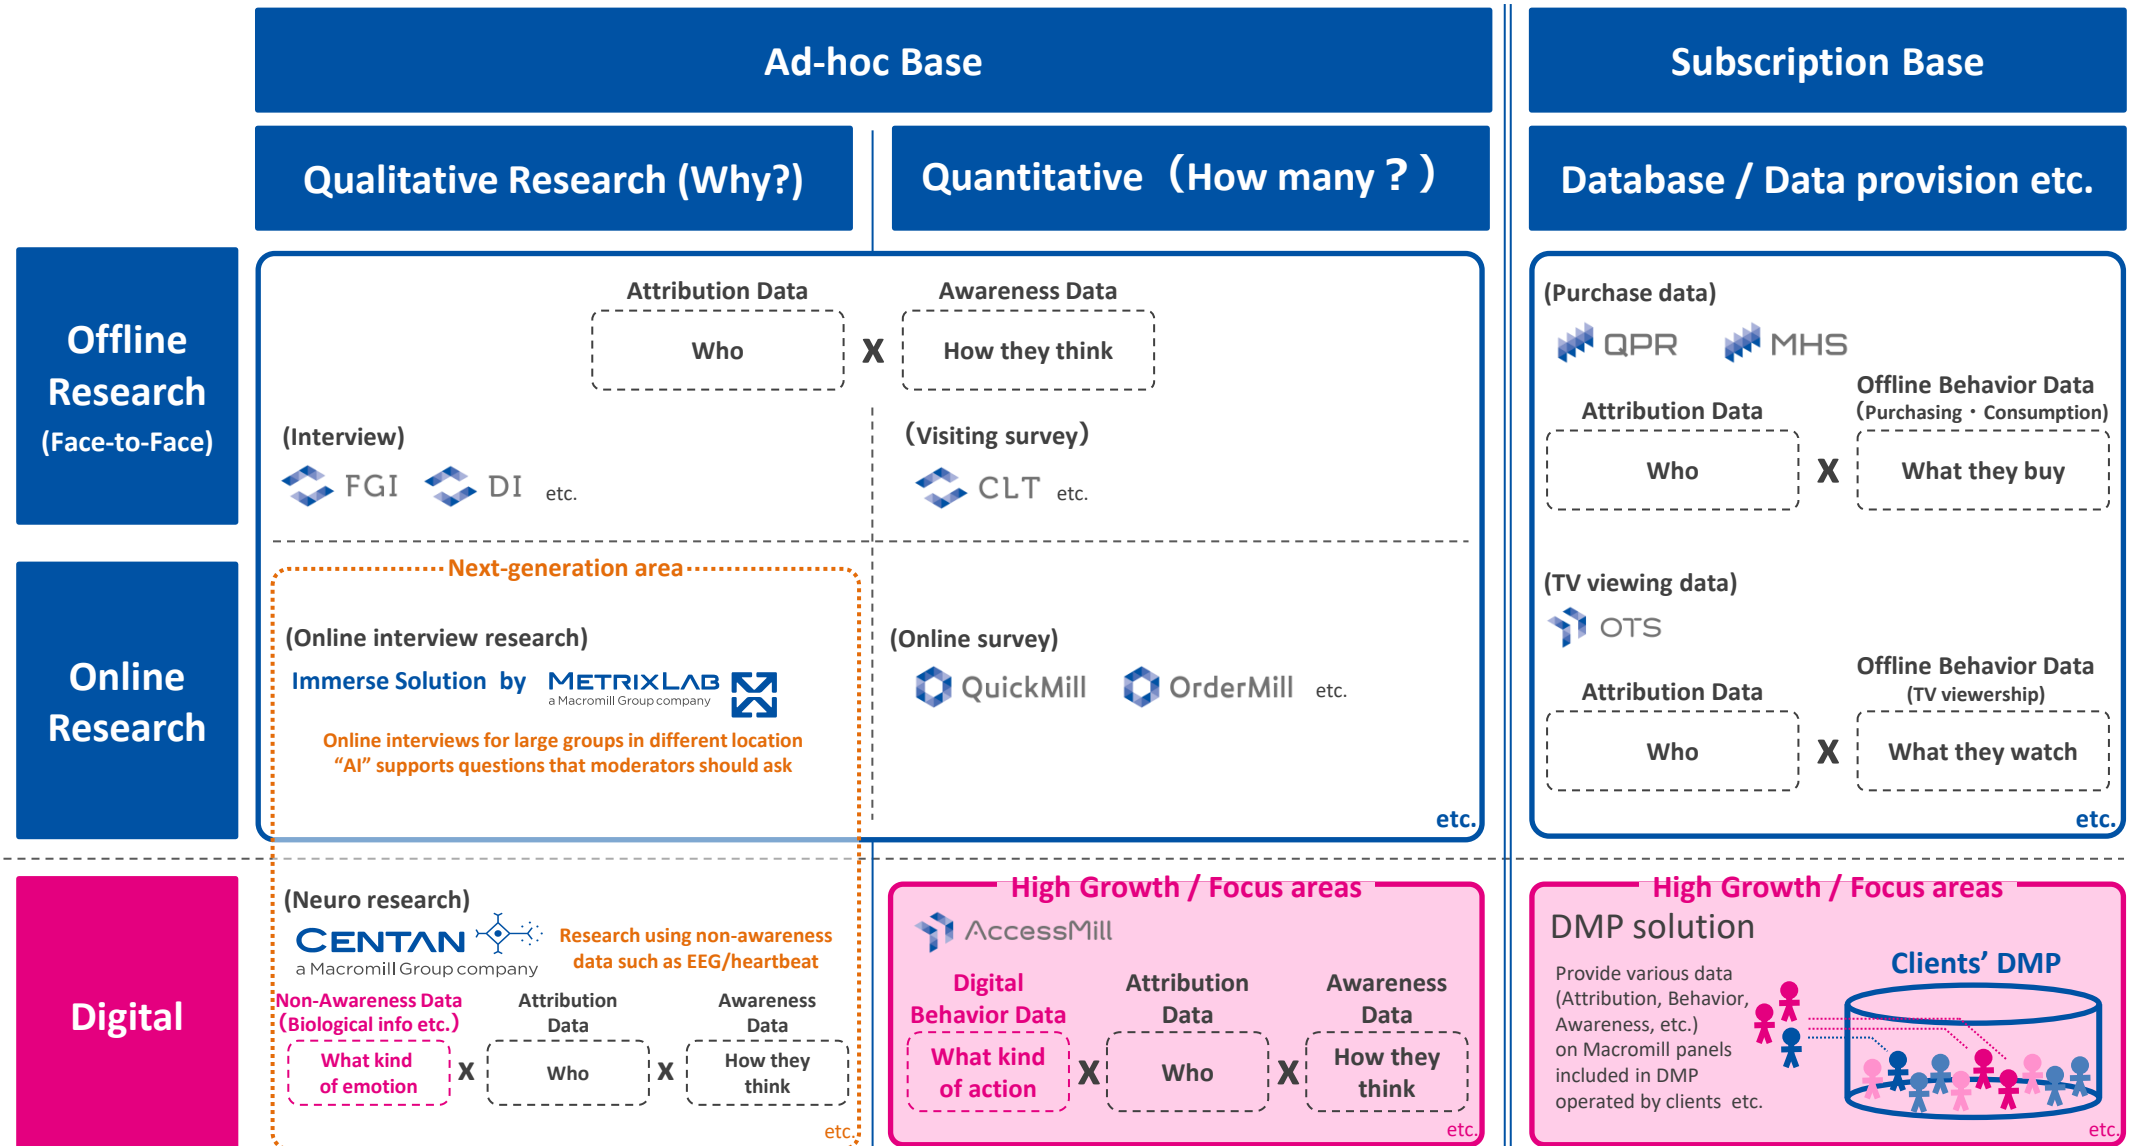 Ad-hoc Base
Subscription Base
Qualitative Research (Why?)
Quantitative （How many？）
Database / Data provision etc.
Offline
Research
(Face-to-Face)
Attribution Data
Awareness Data
Who
X
How they think
(Interview)
FGI
DI
etc.
（Visiting survey）
CLT
etc.
(Purchase data)
QPR
MHS
Attribution Data
Offline Behavior Data
(Purchasing・Consumption)
Who
X
What they buy
Online
Research
Next-generation area
(Online interview research)
Immerse Solution by
METRIXLAB
a Macromill Group company
Online interviews for large groups in different location
“AI” supports questions that moderators should ask
(Online survey)
QuickMill
OrderMill
etc.
etc.
(TV viewing data)
OTS
Attribution Data
Offline Behavior Data
(TV viewership)
Who
X
What they watch
etc.
Digital
(Neuro research)
CENTAN
a Macromill Group company
Research using non-awareness
data such as EEG/heartbeat
Non-Awareness Data
(Biological info etc.)
Attribution
Data
Awareness
Data
What kind
of emotion
X
Who
X
How they
think
etc.
High Growth / Focus areas
AccessMill
Digital
Behavior Data
Attribution
Data
Awareness
Data
What kind
of action
X
Who
X
How they
think
etc.
High Growth / Focus areas
DMP solution
Provide various data
(Attribution, Behavior,
Awareness, etc.)
on Macromill panels
included in DMP
operated by clients etc.
Clients’ DMP
etc.